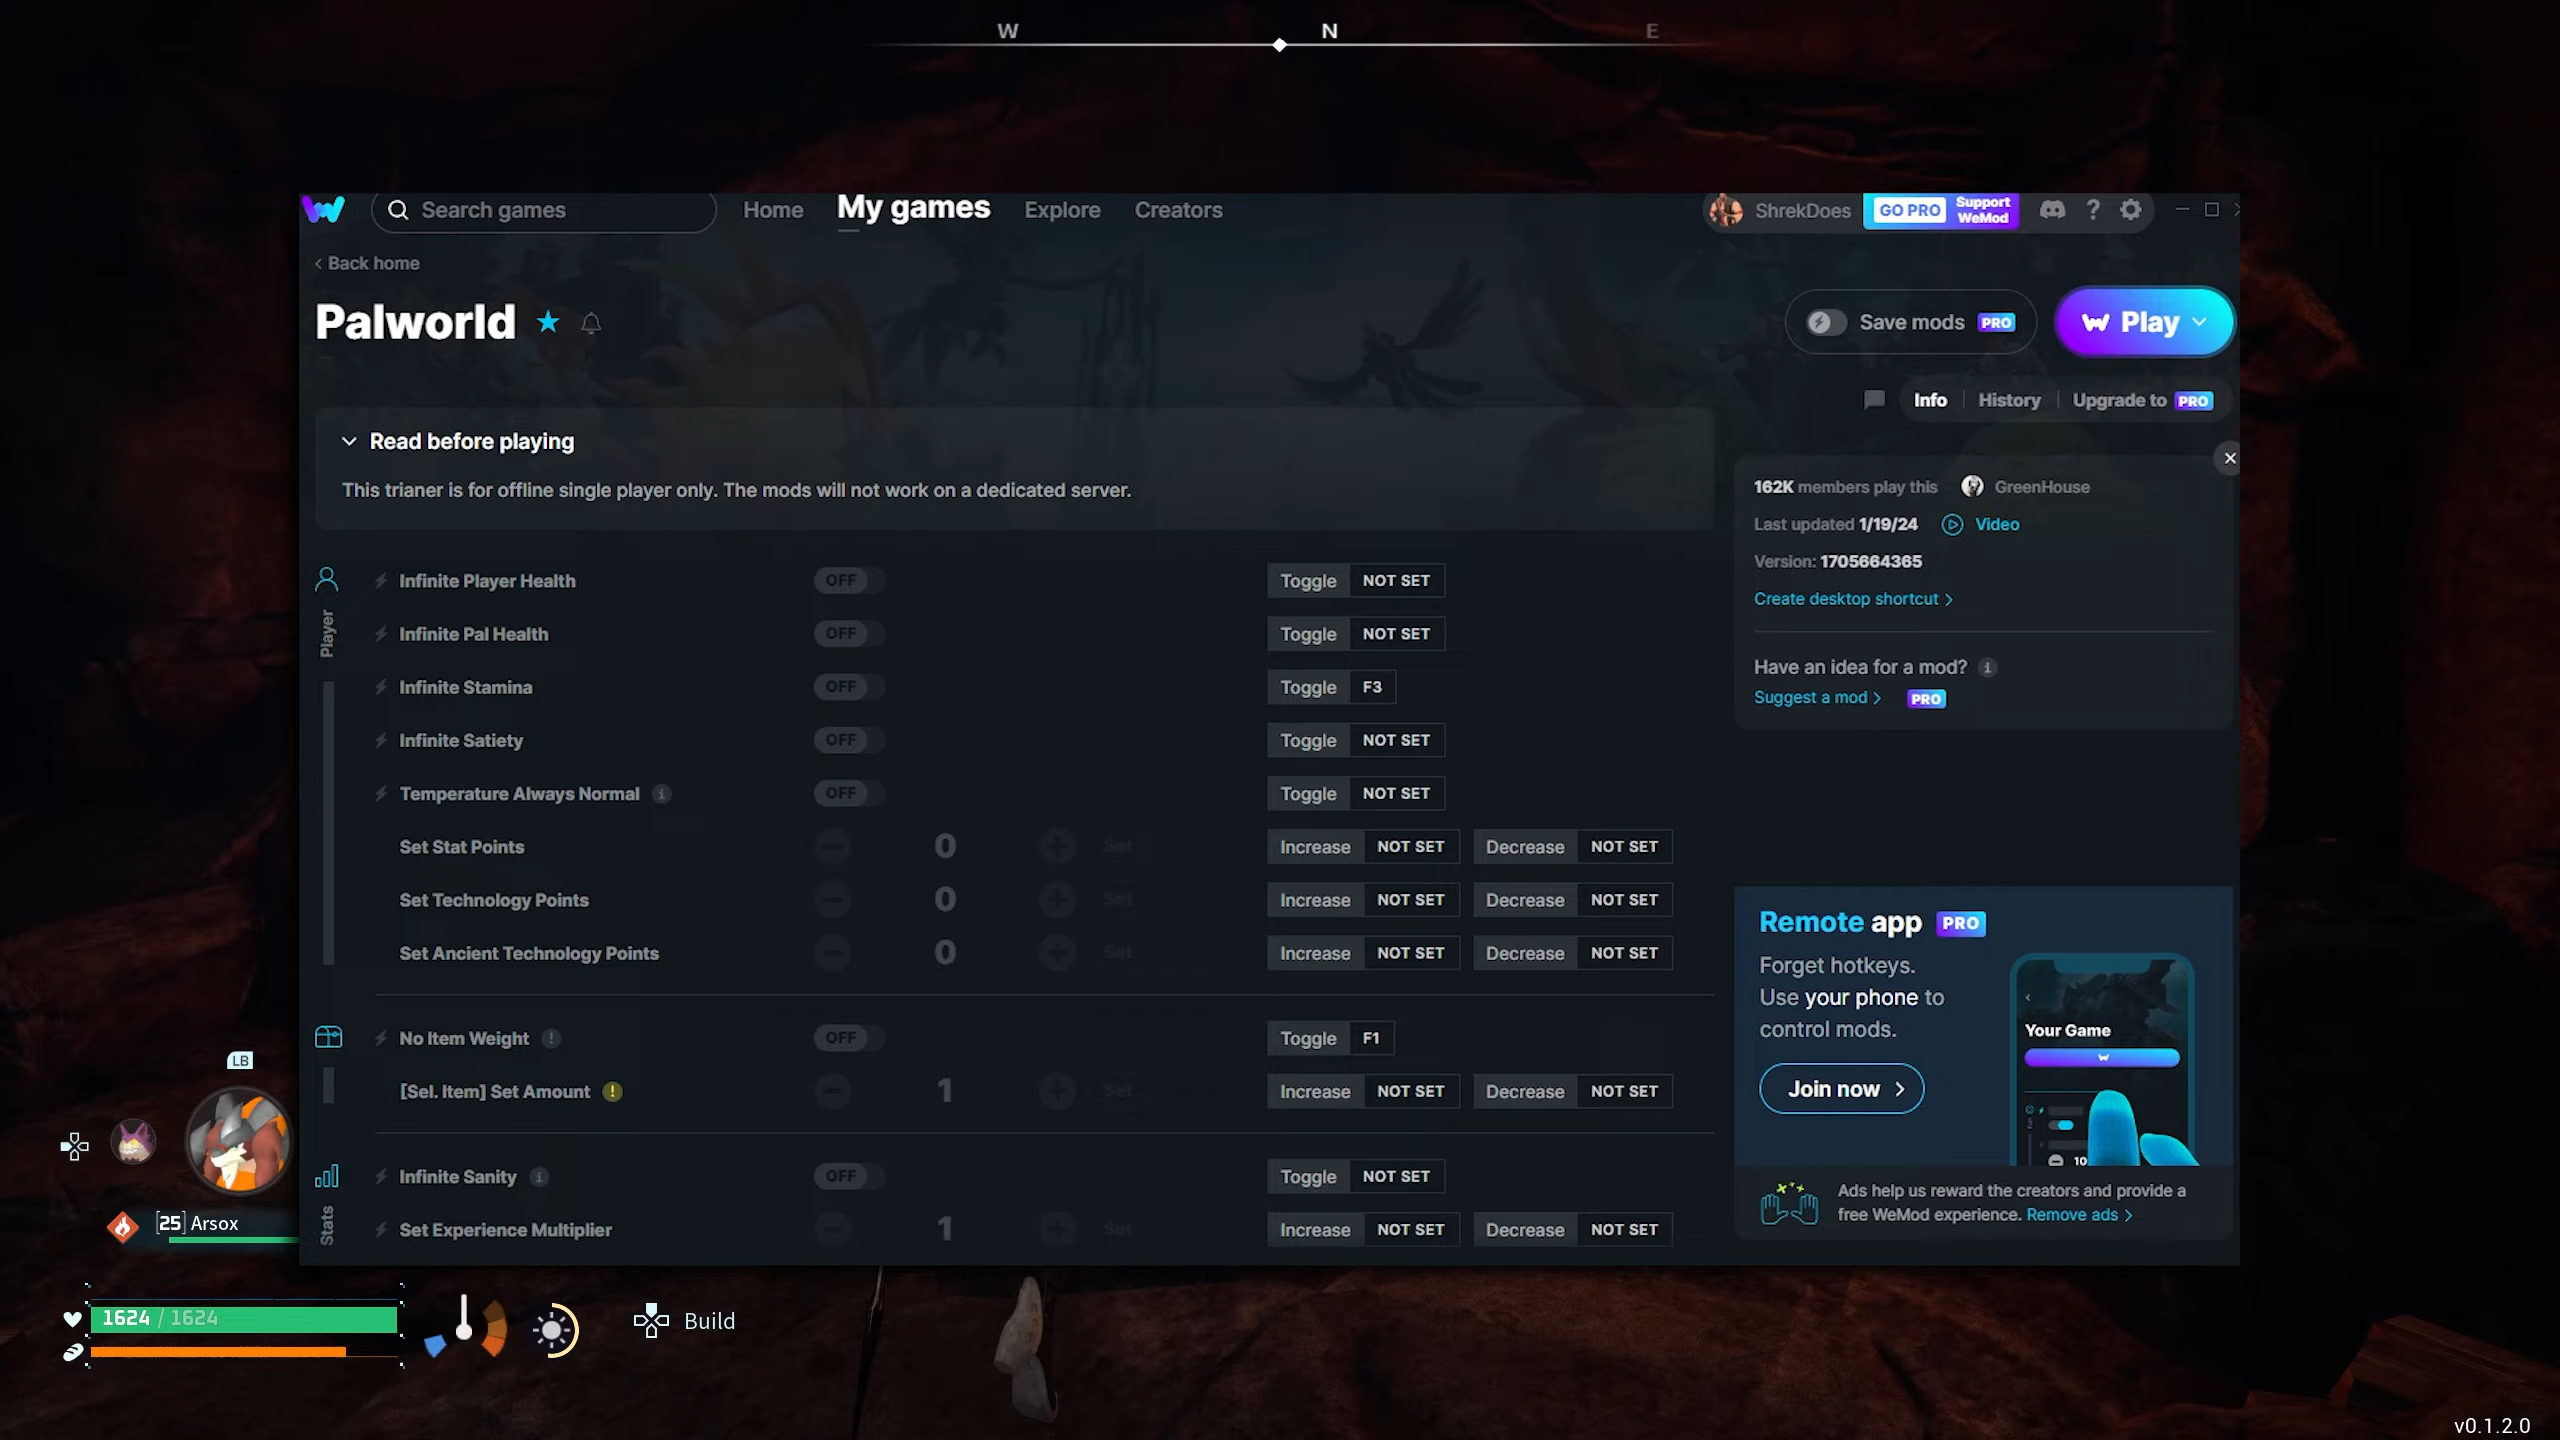 W N E
Search games Home My games Explore Creators ShrekDoes GO PRO Support WeMod ?
Back home
Palworld
Save mods PRO Play
Info History Upgrade to PRO
Read before playing
This trianer is for offline single player only. The mods will not work on a dedicated server.
162K members play this GreenHouse
Last updated 1/19/24 Video
Version: 1705664365
Create desktop shortcut >
Have an idea for a mod?
Suggest a mod > PRO
Player
Infinite Player Health OFF Toggle NOT SET
Infinite Pal Health OFF Toggle NOT SET
Infinite Stamina OFF Toggle F3
Infinite Satiety OFF Toggle NOT SET
Temperature Always Normal OFF Toggle NOT SET
Set Stat Points 0 Set Increase NOT SET Decrease NOT SET
Set Technology Points 0 Set Increase NOT SET Decrease NOT SET
Set Ancient Technology Points 0 Set Increase NOT SET Decrease NOT SET
No Item Weight OFF Toggle F1
[Sel. Item] Set Amount 1 Set Increase NOT SET Decrease NOT SET
Stats
Infinite Sanity OFF Toggle NOT SET
Set Experience Multiplier 1 Set Increase NOT SET Decrease NOT SET
Remote app PRO
Forget hotkeys.
Use your phone to
control mods.
Join now >
Your Game
10
Ads help us reward the creators and provide a
free WeMod experience. Remove ads >
LB
[25] Arsox
1624 / 1624
Build
v0.1.2.0